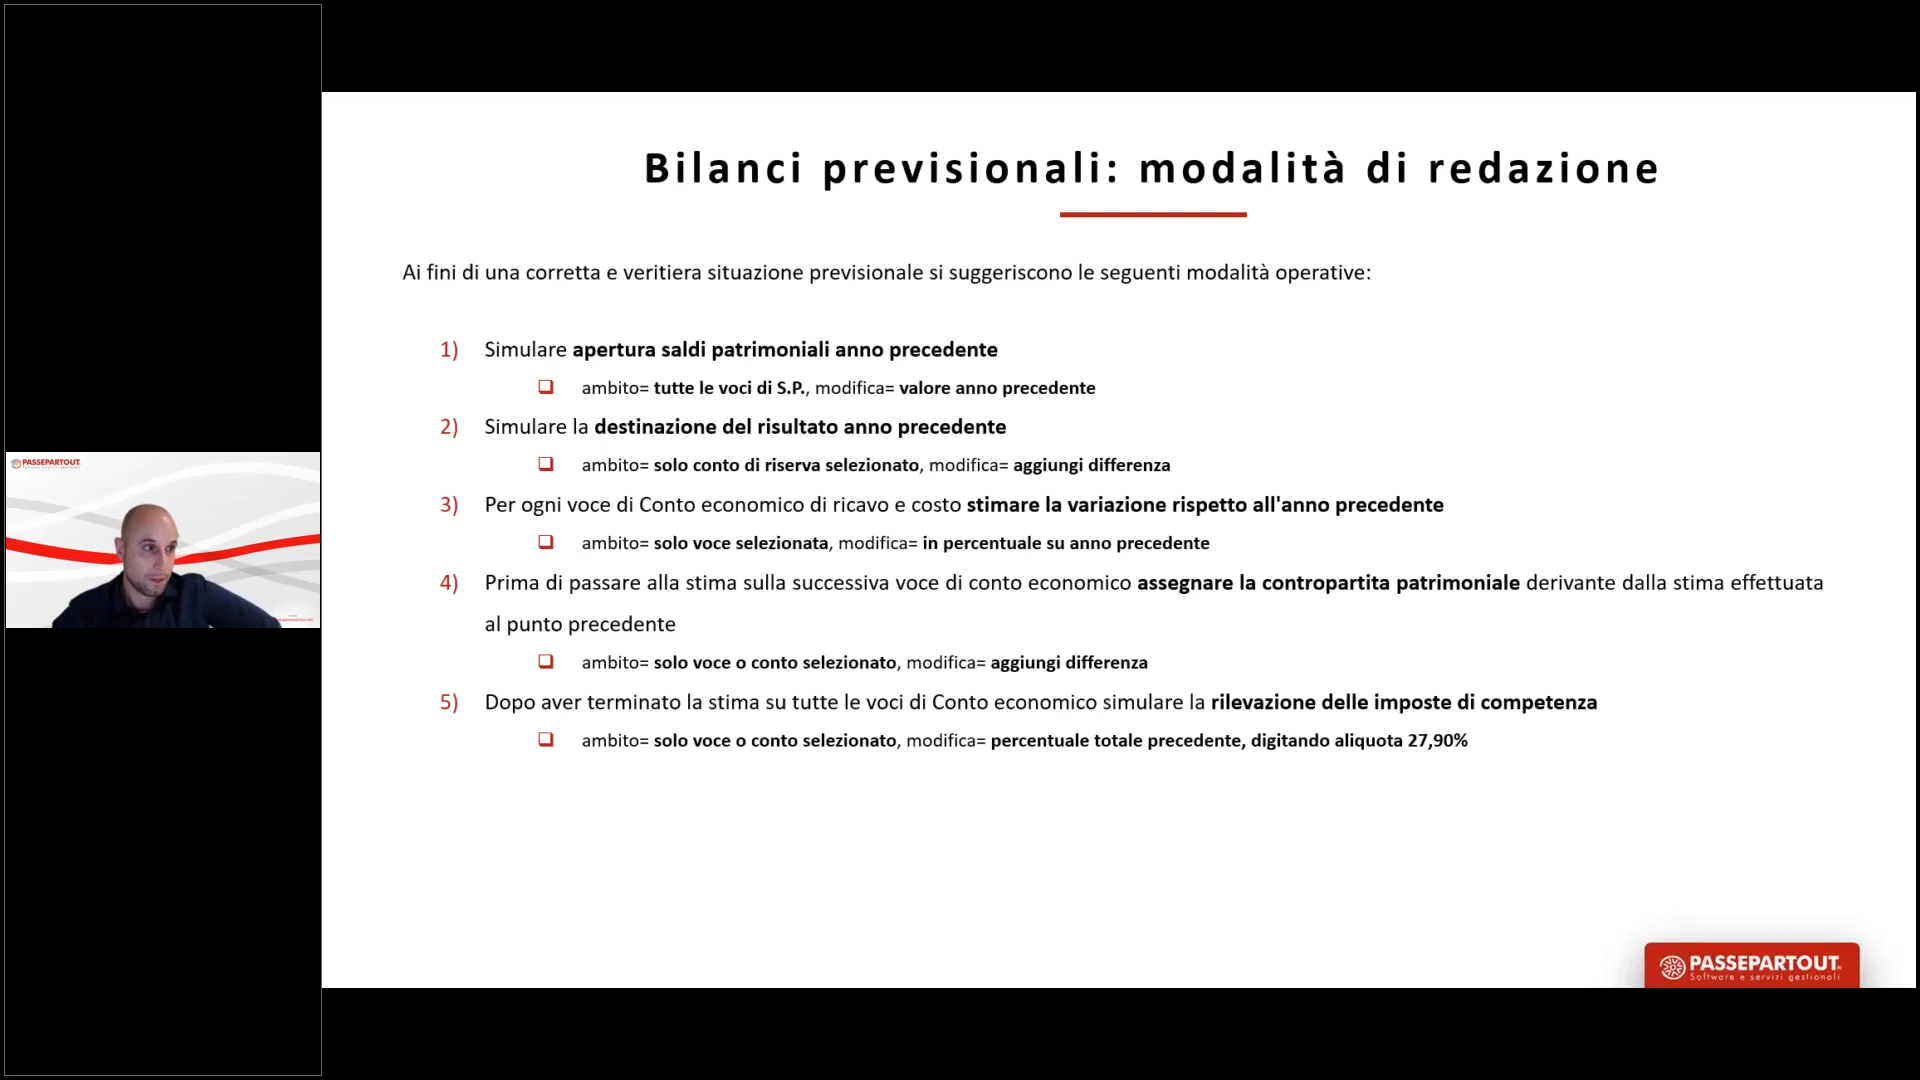 PASSEPARTOUT
Bilanci previsionali: modalità di redazione
Ai fini di una corretta e veritiera situazione previsionale si suggeriscono le seguenti modalità operative:
1) Simulare apertura saldi patrimoniali anno precedente
ambito= tutte le voci di S.P., modifica= valore anno precedente
2) Simulare la destinazione del risultato anno precedente
ambito= solo conto di riserva selezionato, modifica= aggiungi differenza
3) Per ogni voce di Conto economico di ricavo e costo stimare la variazione rispetto all'anno precedente
ambito= solo voce selezionata, modifica= in percentuale su anno precedente
4) Prima di passare alla stima sulla successiva voce di conto economico assegnare la contropartita patrimoniale derivante dalla stima effettuata
al punto precedente
ambito= solo voce o conto selezionato, modifica= aggiungi differenza
5) Dopo aver terminato la stima su tutte le voci di Conto economico simulare la rilevazione delle imposte di competenza
ambito= solo voce o conto selezionato, modifica= percentuale totale precedente, digitando aliquota 27,90%
PASSEPARTOUT
Software e servizi gestionali